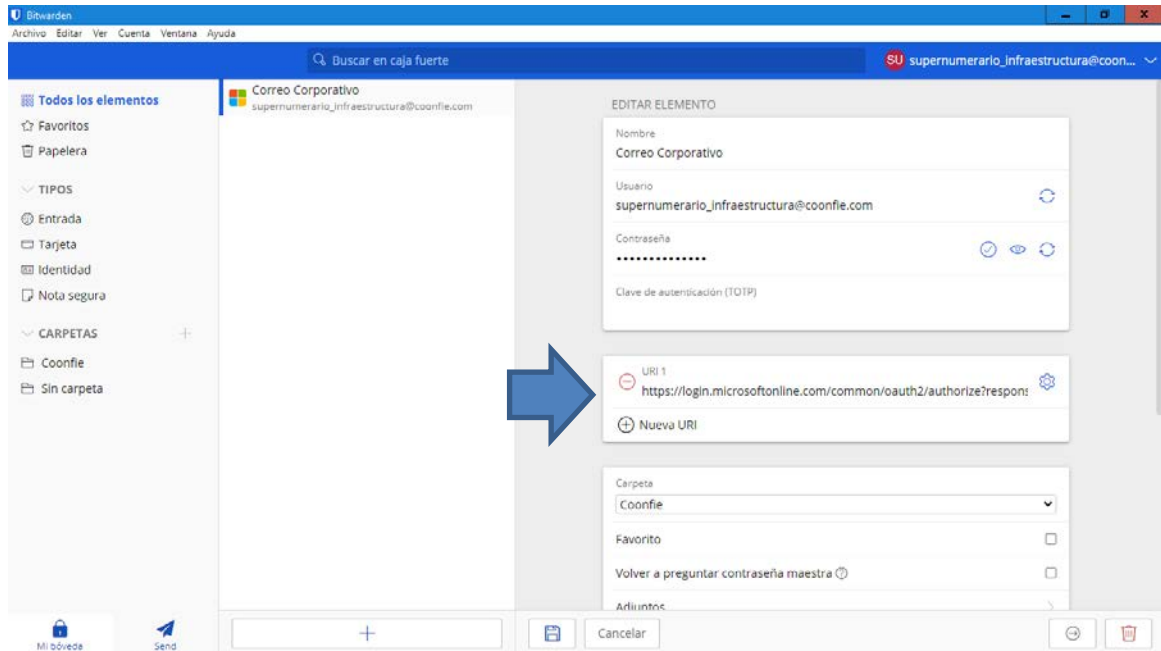 Bitwarden
Archivo Editar Ver Cuenta Ventana Ayuda
Buscar en caja fuerte
SU supernumerario_infraestructura@coon...
Todos los elementos
Favoritos
Papelera
TIPOS
Entrada
Tarjeta
Identidad
Nota segura
CARPETAS
Coonfie
Sin carpeta
Mi bóveda
Send
Correo Corporativo
supernumerario_infraestructura@coonfie.com
EDITAR ELEMENTO
Nombre
Correo Corporativo
Usuario
supernumerario_infraestructura@coonfie.com
Contraseña
••••••••••••••
Clave de autenticación (TOTP)
URI 1
https://login.microsoftonline.com/common/oauth2/authorize?respons
Nueva URI
Carpeta
Coonfie
Favorito
Volver a preguntar contraseña maestra
Adjuntos
Cancelar